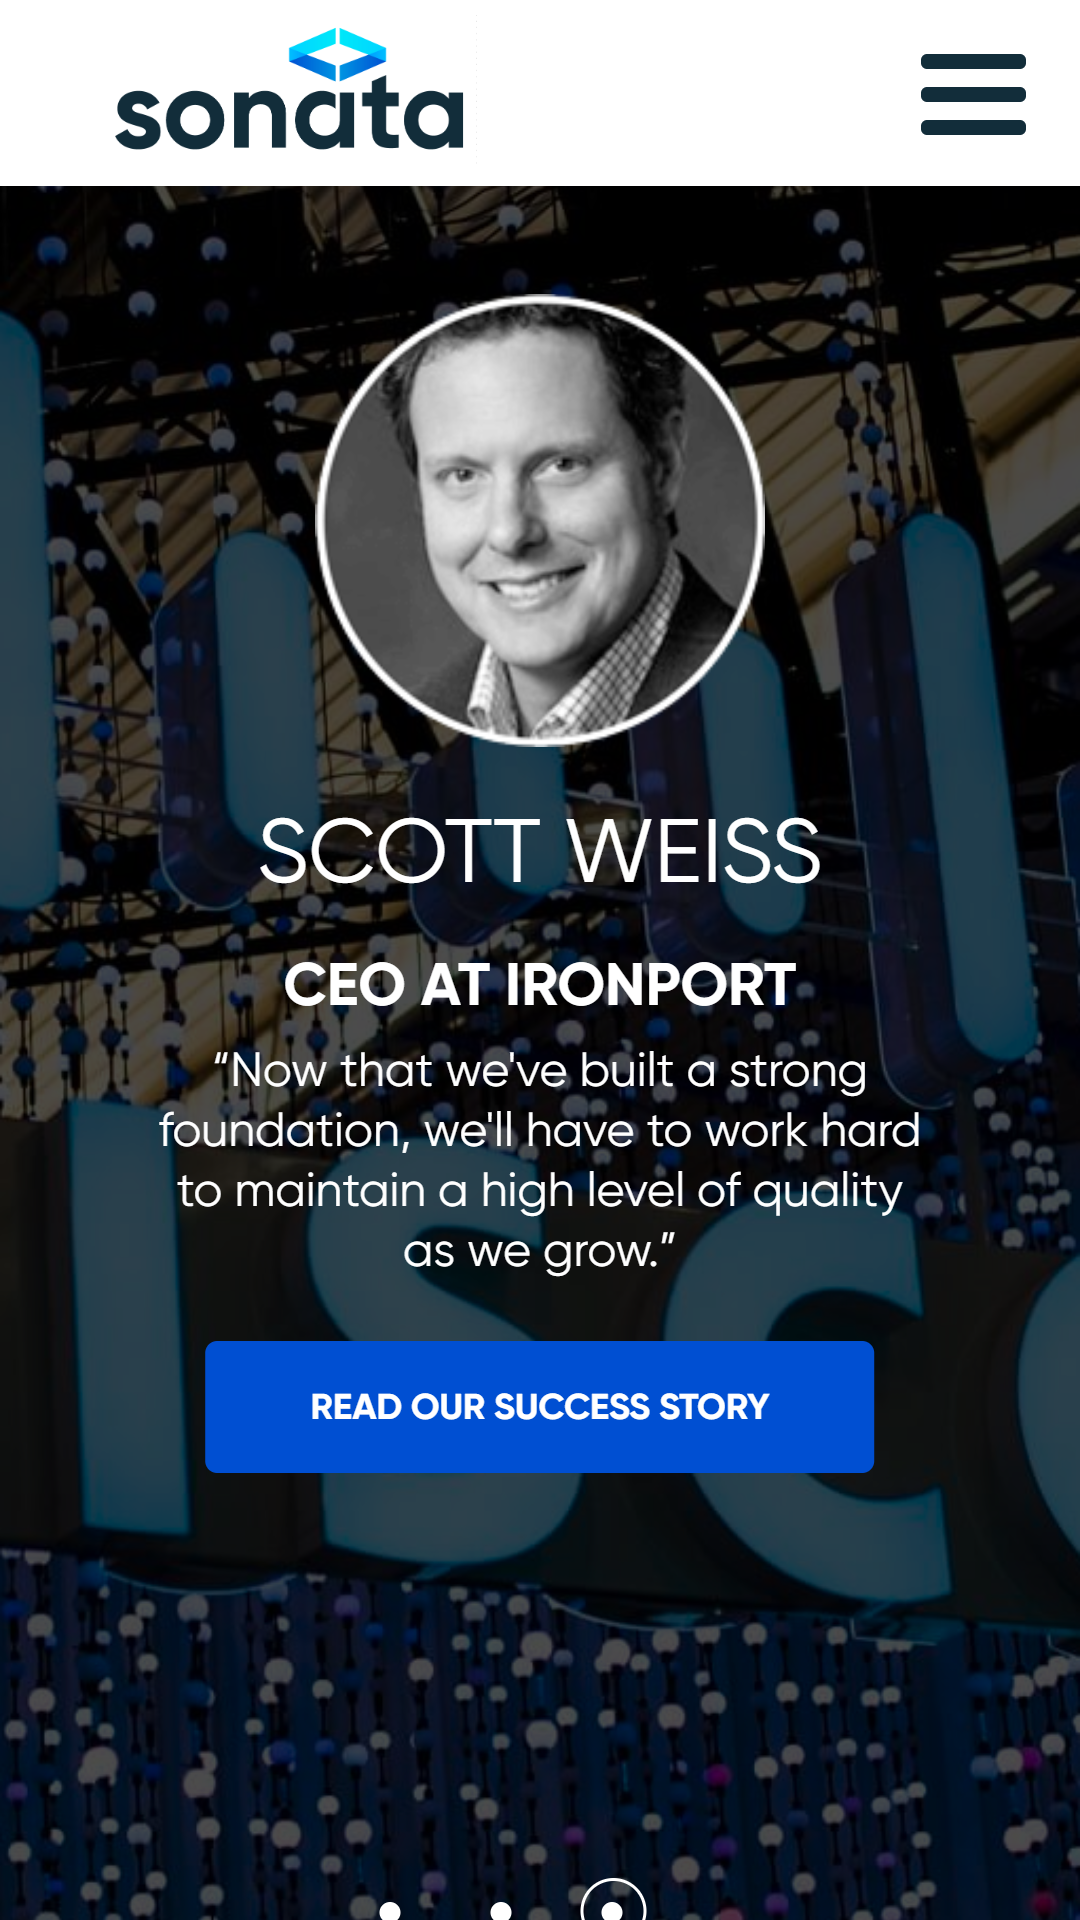 sonata
SCOTT WEISS
CEO AT IRONPORT
“Now that we've built a strong
foundation, we'll have to work hard
to maintain a high level of quality
as we grow.”
READ OUR SUCCESS STORY
ISC